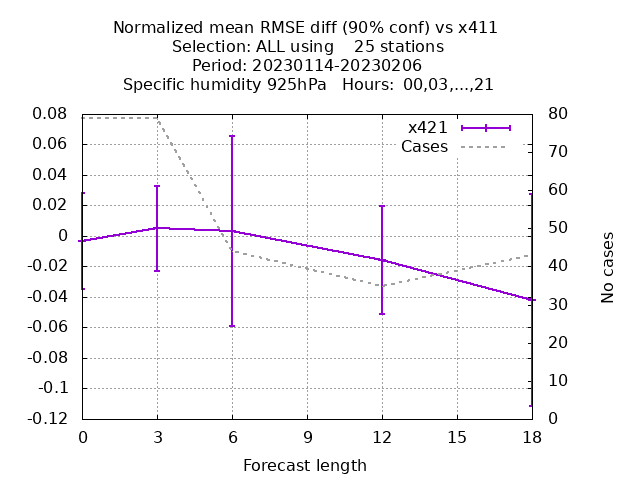 Normalized mean RMSE diff (90% conf) vs x411
Selection: ALL using    25 stations
Period: 20230114-20230206
Specific humidity 925hPa   Hours: 00,03,...,21
x421
Cases
0.08
0.06
0.04
0.02
0
-0.02
-0.04
-0.06
-0.08
-0.1
-0.12
80
70
60
50
40
30
20
10
0
No cases
0 3 6 9 12 15 18
Forecast length